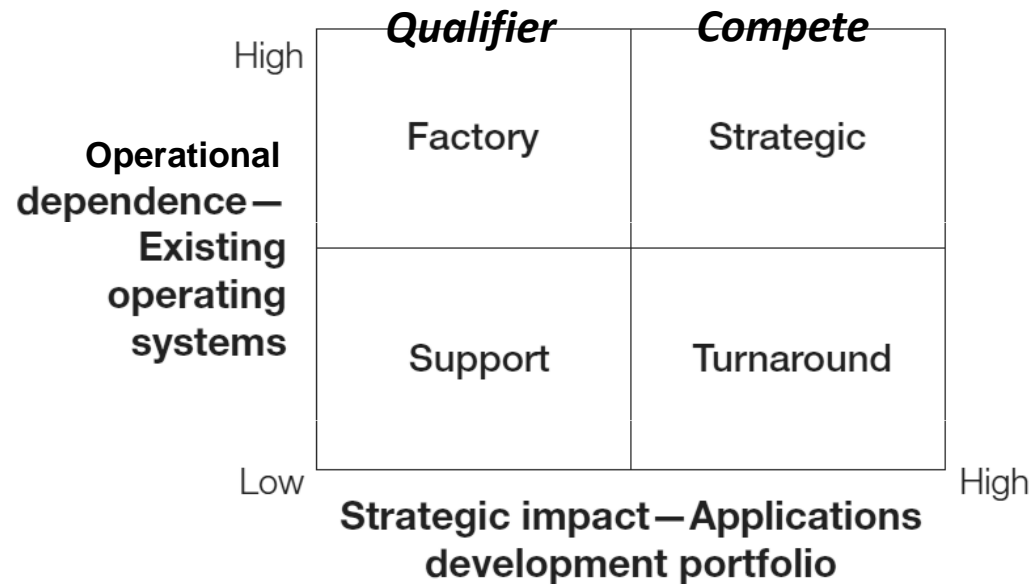 Qualifier Compete
High
Factory Strategic
Operational
dependence—
Existing
operating
systems
Support Turnaround
Low High
Strategic impact—Applications
development portfolio